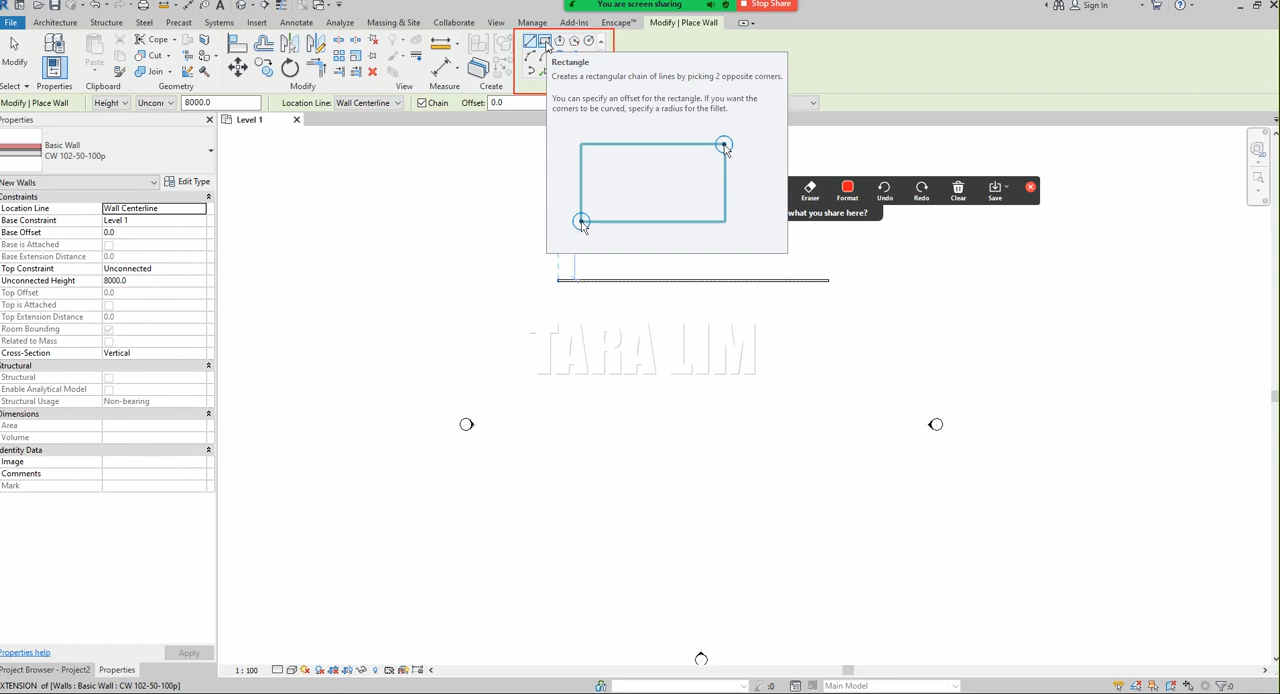 You are screen sharing Stop Share Sign In
File Architecture Structure Steel Precast Systems Insert Annotate Analyze Massing & Site Collaborate View Manage Add-Ins Enscape™ Modify | Place Wall
Modify Paste Cope Cut Join
Select Properties Clipboard Geometry Modify View Measure Create
Modify | Place Wall Height Unconr 8000.0 Location Line: Wall Centerline Chain Offset: 0.0
Rectangle
Creates a rectangular chain of lines by picking 2 opposite corners.
You can specify an offset for the rectangle. If you want the
corners to be curved, specify a radius for the fillet.
Properties
Level 1
Basic Wall
CW 102-50-100p
New Walls Edit Type
Constraints
Location Line Wall Centerline
Base Constraint Level 1
Base Offset 0.0
Base is Attached
Base Extension Distance 0.0
Top Constraint Unconnected
Unconnected Height 8000.0
Top Offset 0.0
Top is Attached
Top Extension Distance 0.0
Room Bounding
Related to Mass
Cross-Section Vertical
Structural
Structural
Enable Analytical Model
Structural Usage Non-bearing
Dimensions
Area
Volume
Identity Data
Image
Comments
Mark
Eraser Format Undo Redo Clear Save
what you share here?
TARA LIM
Properties help Apply
Project Browser - Project2 Properties
1 : 100
EXTENSION of [Walls : Basic Wall : CW 102-50-100p] :0 Main Model :0